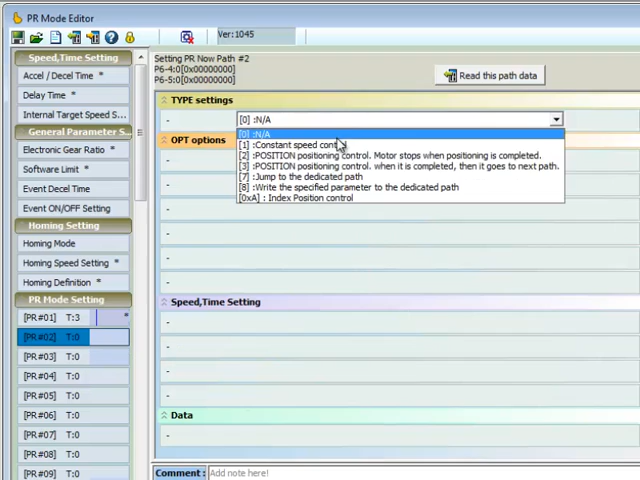 PR Mode Editor
Ver:1045
Speed,Time Setting
Accel / Decel Time *
Delay Time *
Internal Target Speed S...
General Parameter S...
Electronic Gear Ratio *
Software Limit *
Event Decel Time
Event ON/OFF Setting
Homing Setting
Homing Mode
Homing Speed Setting *
Homing Definition *
PR Mode Setting
[PR#01] T:3 *
[PR#02] T:0
[PR#03] T:0
[PR#04] T:0
[PR#05] T:0
[PR#06] T:0
[PR#07] T:0
[PR#08] T:0
[PR#09] T:0
Setting PR Now Path #2
P6-4:0[0x00000000]
P6-5:0[0x00000000]
Read this path data
TYPE settings
- [0] :N/A
[0] :N/A
[1] :Constant speed cont
[2] :POSITION positioning control. Motor stops when positioning is completed.
[3] :POSITION positioning control. when it is completed, then it goes to next path.
[7] :Jump to the dedicated path
[8] :Write the specified parameter to the dedicated path
[0xA] : Index Position control
OPT options
-
-
-
-
-
-
-
Speed,Time Setting
-
-
-
-
Data
-
Comment : Add note here!